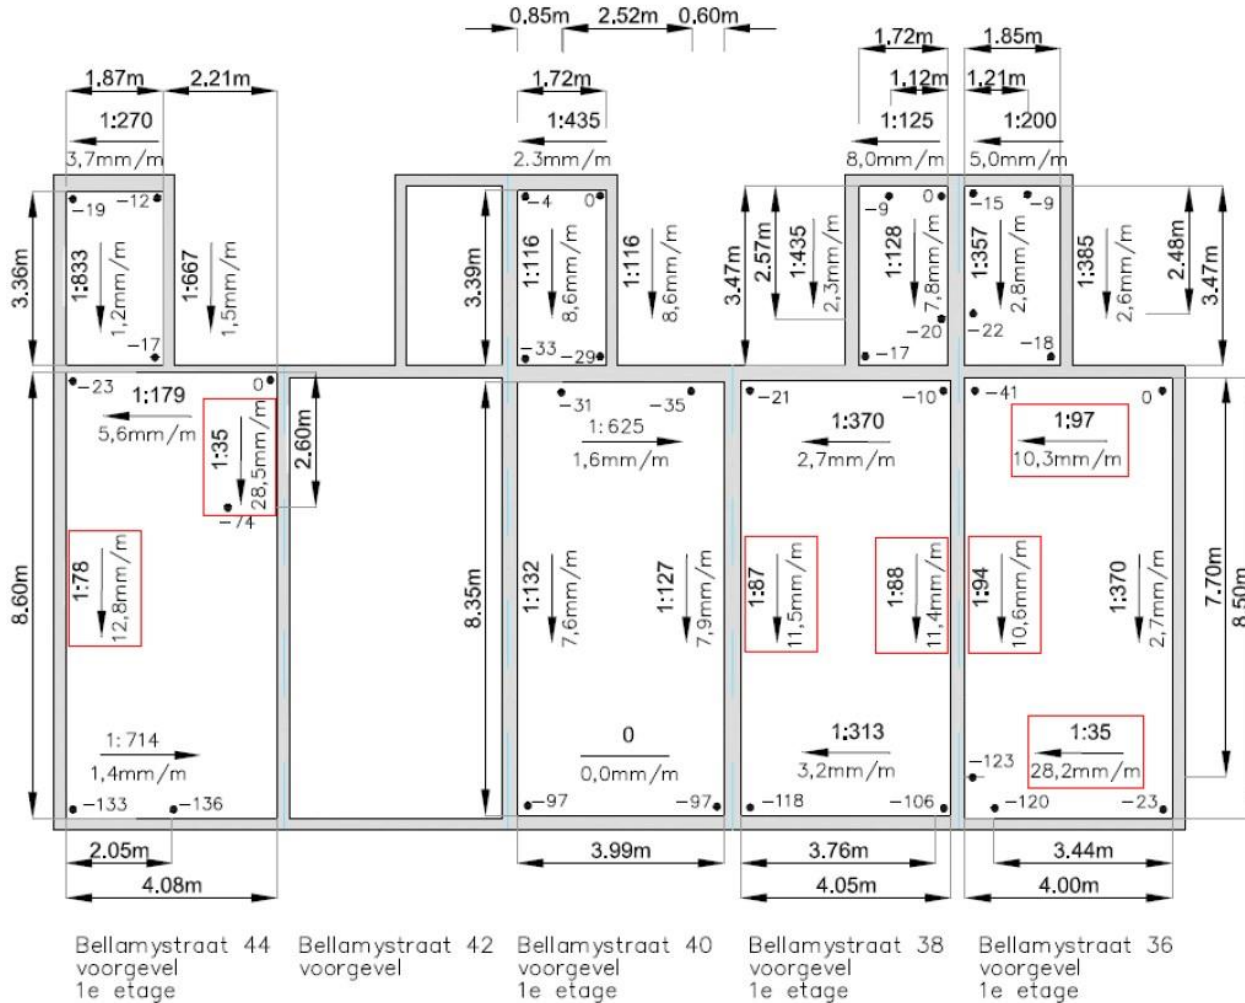 0.85m 2.52m 0.60m
1.72m 1.85m
1.87m 2.21m 1.72m 1.12m 1.21m
1:270 1:435 1:125 1:200
3,7mm/m 2.3mm/m 8,0mm/m 5,0mm/m
-19 -12 -4 0 -9 0 -15 -9
3.36m 1:833 1,2mm/m 1:667 1,5mm/m 3.39m 1:116 8,6mm/m 1:116 8,6mm/m 3.47m 2.57m 1:435 2,3mm/m 1:128 7,8mm/m 1:357 2,8mm/m 1:385 2,6mm/m 2.48m 3.47m
-20 -22
-17 -33 -29 -17 -18
-23 0 -31 -35 -21 -10 -41 0
1:179 1:625 1:370 1:97
5,6mm/m 1,6mm/m 2,7mm/m 10,3mm/m
1:35 28,5mm/m 2.60m
-74
8.60m 1:78 12,8mm/m 8.35m 1:132 7,6mm/m 1:127 7,9mm/m 1:87 11,5mm/m 1:88 11,4mm/m 1:94 10,6mm/m 1:370 2,7mm/m 7.70m 8.50m
1:714 0 1:313 1:35
1,4mm/m 0,0mm/m 3,2mm/m 28,2mm/m
-123
-133 -136 -97 -97 -118 -106 -120 -23
2.05m 3.99m 3.76m 3.44m
4.08m 4.05m 4.00m
Bellamystraat 44
voorgevel
1e etage
Bellamystraat 42
voorgevel
Bellamystraat 40
voorgevel
1e etage
Bellamystraat 38
voorgevel
1e etage
Bellamystraat 36
voorgevel
1e etage